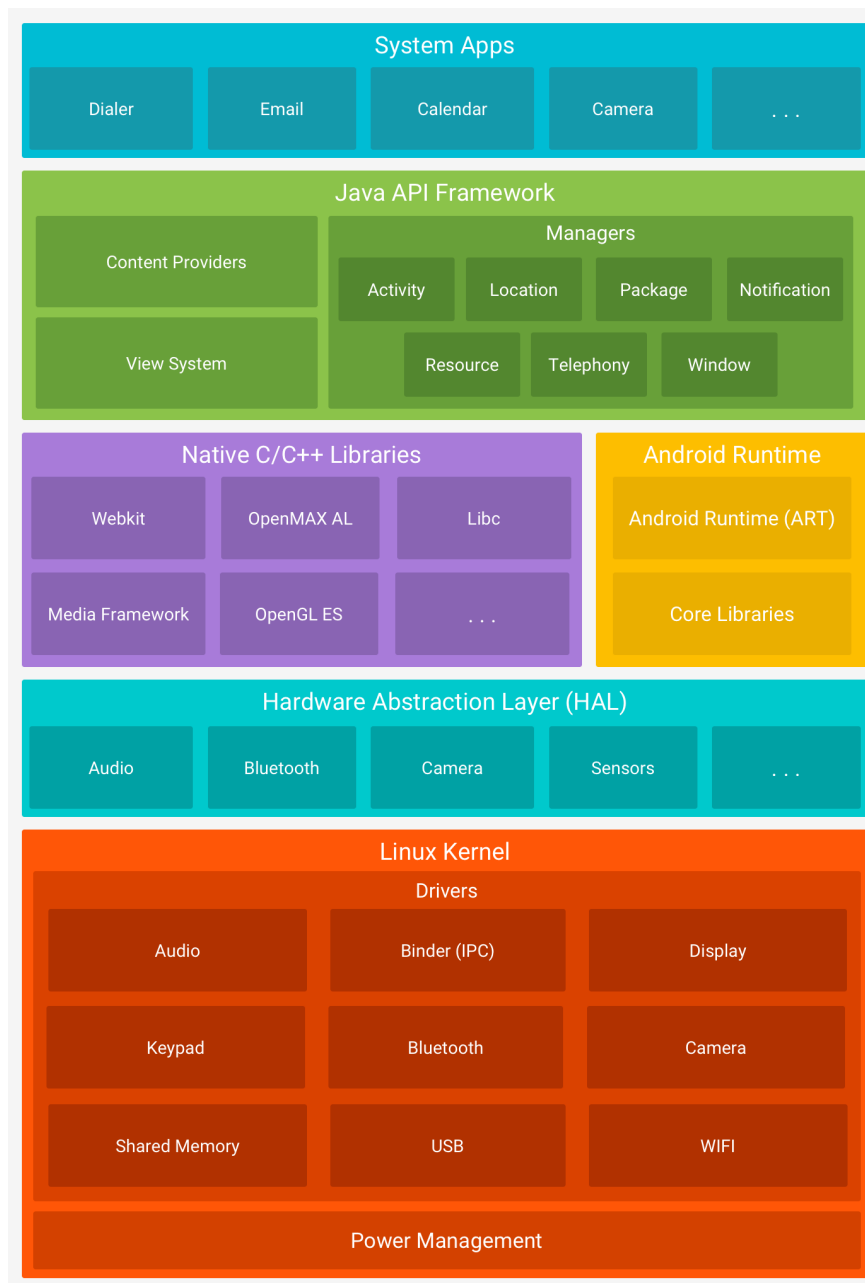 System Apps
Dialer
Email
Calendar
Camera
. . .
Java API Framework
Content Providers
View System
Managers
Activity
Location
Package
Notification
Resource
Telephony
Window
Native C/C++ Libraries
Webkit
OpenMAX AL
Libc
Media Framework
OpenGL ES
. . .
Android Runtime
Android Runtime (ART)
Core Libraries
Hardware Abstraction Layer (HAL)
Audio
Bluetooth
Camera
Sensors
. . .
Linux Kernel
Drivers
Audio
Binder (IPC)
Display
Keypad
Bluetooth
Camera
Shared Memory
USB
WIFI
Power Management